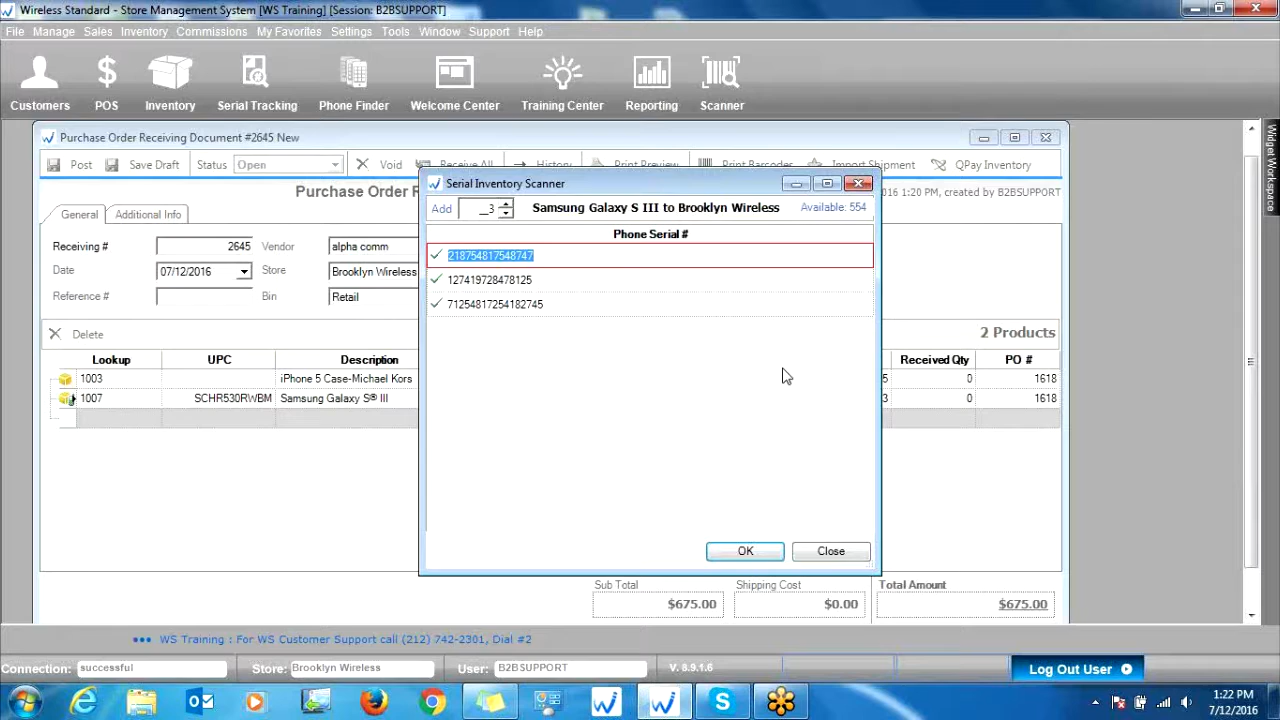 Wireless Standard - Store Management System [WS Training] [Session: B2BSUPPORT]
File Manage Sales Inventory Commissions My Favorites Settings Tools Window Support Help
Customers POS Inventory Serial Tracking Phone Finder Welcome Center Training Center Reporting Scanner
Purchase Order Receiving Document #2645 New
Post Save Draft Status Open Void Receive All History Print Preview Print Barcodes Import Shipment QPay Inventory
Purchase Order R
016 1:20 PM, created by B2BSUPPORT
Serial Inventory Scanner
Add __3 Samsung Galaxy S III to Brooklyn Wireless Available: 554
Phone Serial #
218754817548747
127419728478125
71254817254182745
OK Close
General Additional Info
Receiving # 2645 Vendor alpha comm
Date 07/12/2016 Store Brooklyn Wireless
Reference # Bin Retail
Delete 2 Products
Lookup UPC Description Received Qty PO #
1003 iPhone 5 Case-Michael Kors 5 0 1618
1007 SCHR530RWBM Samsung Galaxy S® III 3 0 1618
Sub Total Shipping Cost Total Amount
$675.00 $0.00 $675.00
••• WS Training : For WS Customer Support call (212) 742-2301, Dial #2
Connection: successful Store: Brooklyn Wireless User: B2BSUPPORT V. 8.9.1.6 Log Out User
Widget Workspace
1:22 PM
7/12/2016